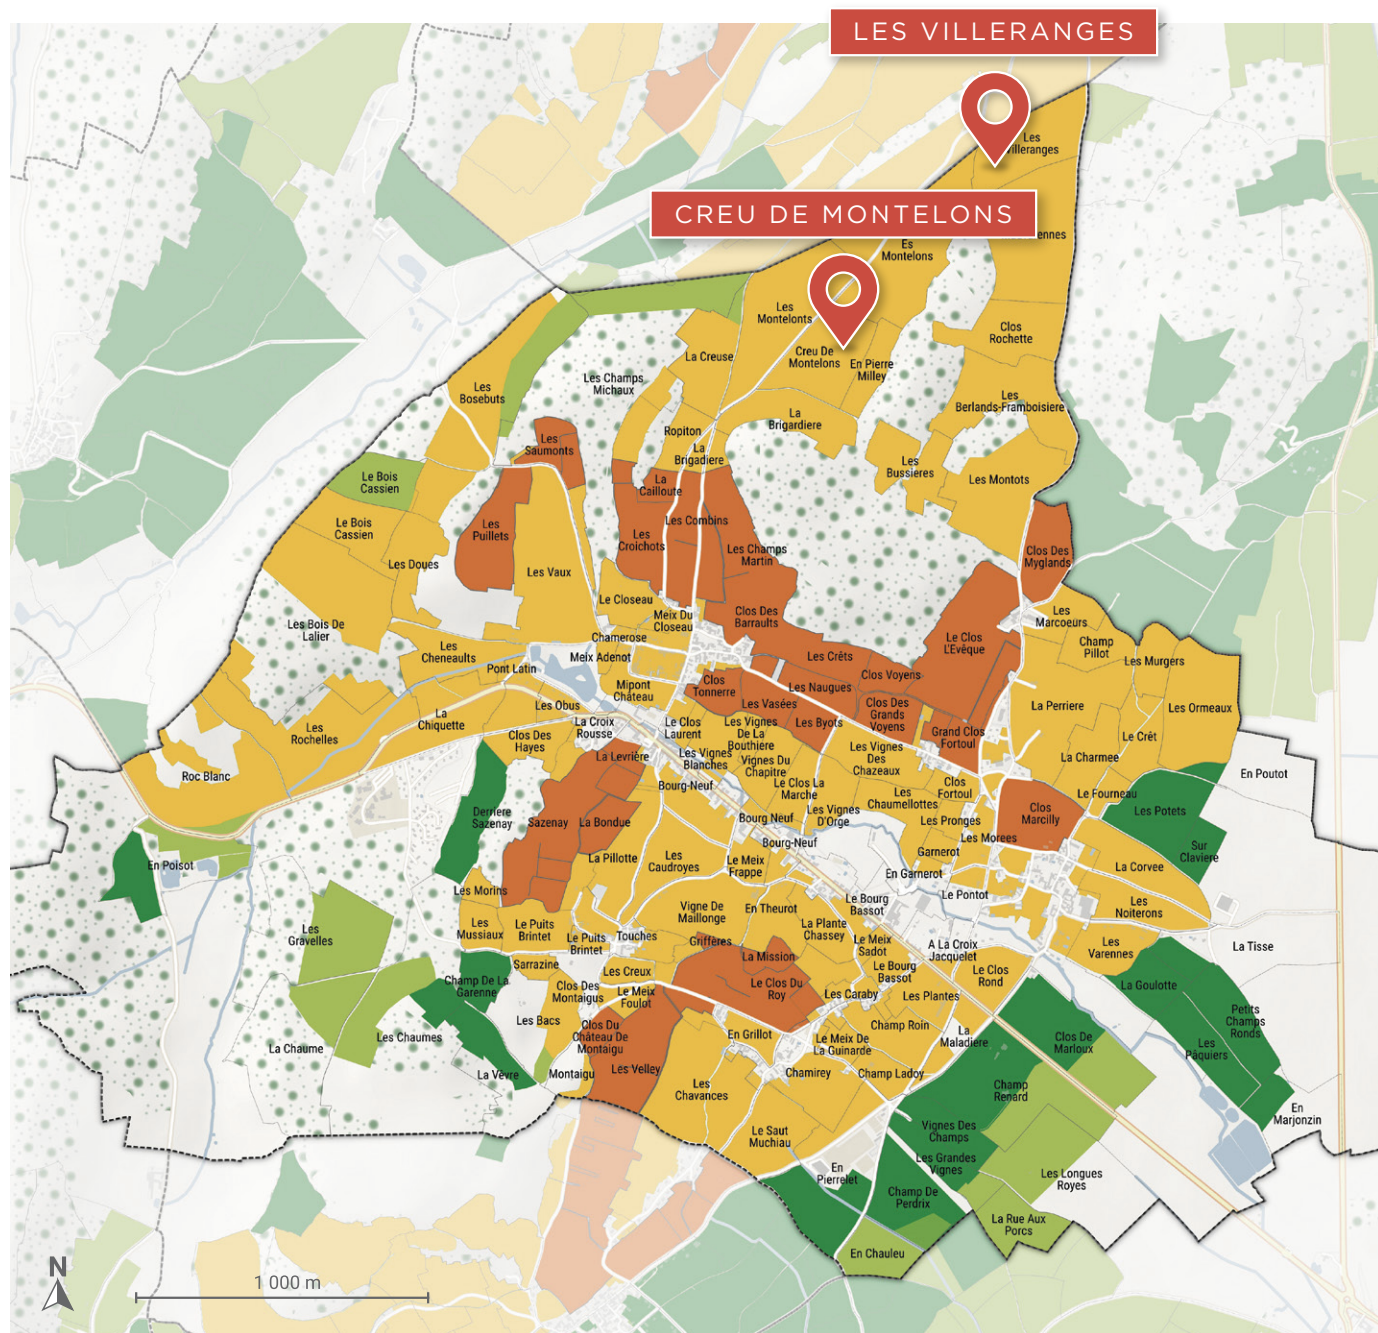 LES VILLERANGES
Les
Villeranges
CREU DE MONTELONS
Es
Montelons
Les
Montelonts
Clos
Rochette
Creu De
Montelons
En Pierre
Milley
La Creuse
Les Champs
Michaux
Les
Bosebuts
Les
Berlands-Framboisiere
La
Brigardiere
Ropiton
La
Brigadiere
Les
Saumonts
Les
Bussieres
Les Montots
Le Bois
Cassien
La
Cailloute
Le Bois
Cassien
Les
Puillets
Les Combins
Les
Croichots
Les Champs
Martin
Clos Des
Myglands
Les Doues
Les Vaux
Le Closeau
Meix Du
Closeau
Clos Des
Barraults
Les
Marcoeurs
Les Bois De
Lalier
Chamerose
Le Clos
L'Evêque
Champ
Pillot
Les
Cheneaults
Meix Adenot
Les Crêts
Les Murgers
Pont Latin
Clos Voyens
Mipont
Château
Clos
Tonnerre
Les Naugues
Les Vasées
Les Obus
Clos Des
Grands
Voyens
La Perriere
Les Ormeaux
La
Chiquette
La Croix
Rousse
Le Clos
Laurent
Les Vignes
De La
Bouthière
Les Byots
Grand Clos
Fortoul
Les
Rochelles
Clos Des
Hayes
Le Crêt
La Levrière
Les Vignes
Blanches
Vignes Du
Chapitre
Les Vignes
Des
Chazeaux
La Charmee
Roc Blanc
Bourg-Neuf
Le Clos La
Marche
Clos
Fortoul
En Poutot
Les
Chaumellottes
Le Fourneau
Derriere
Sazenay
Sazenay
La Bondue
Bourg Neuf
Les Vignes
D'Orge
Les Pronges
Clos
Marcilly
Les Potets
Bourg-Neuf
Les Morees
Sur
Claviere
La Pillotte
Les
Caudroyes
Le Meix
Frappe
Garnerot
En Poisot
En Garnerot
La Corvee
Les Morins
Le Pontot
Le Bourg
Bassot
Vigne De
Maillonge
En Theurot
Les
Noiterons
Les
Mussiaux
Le Puits
Brintet
Le Puits
Brintet
Touches
Griffères
La Plante
Chassey
Le Meix
Sadot
A La Croix
Jacquelet
Les
Varennes
La Tisse
Les
Gravelles
La Mission
Sarrazine
Les Creux
Le Bourg
Bassot
Le Clos
Rond
Champ De La
Garenne
Clos Des
Montaigus
Le Meix
Foulot
Le Clos Du
Roy
Les Caraby
Les Plantes
La Goulotte
Les Bacs
Champ Roin
Petits
Champs
Ronds
Clos Du
Château De
Montaigu
En Grillot
Le Meix De
La Guinarde
La
Maladiere
Clos De
Marloux
Les Chaumes
La Chaume
Les
Pâquiers
La Vèvre
Montaigu
Les Velley
Chamirey
Champ Ladoy
Les
Chavances
Champ
Renard
En
Marjonzin
Le Saut
Muchiau
Vignes Des
Champs
Les Grandes
Vignes
En
Pierrelet
Les Longues
Royes
Champ De
Perdrix
La Rue Aux
Porcs
En Chauleu
N
1 000 m